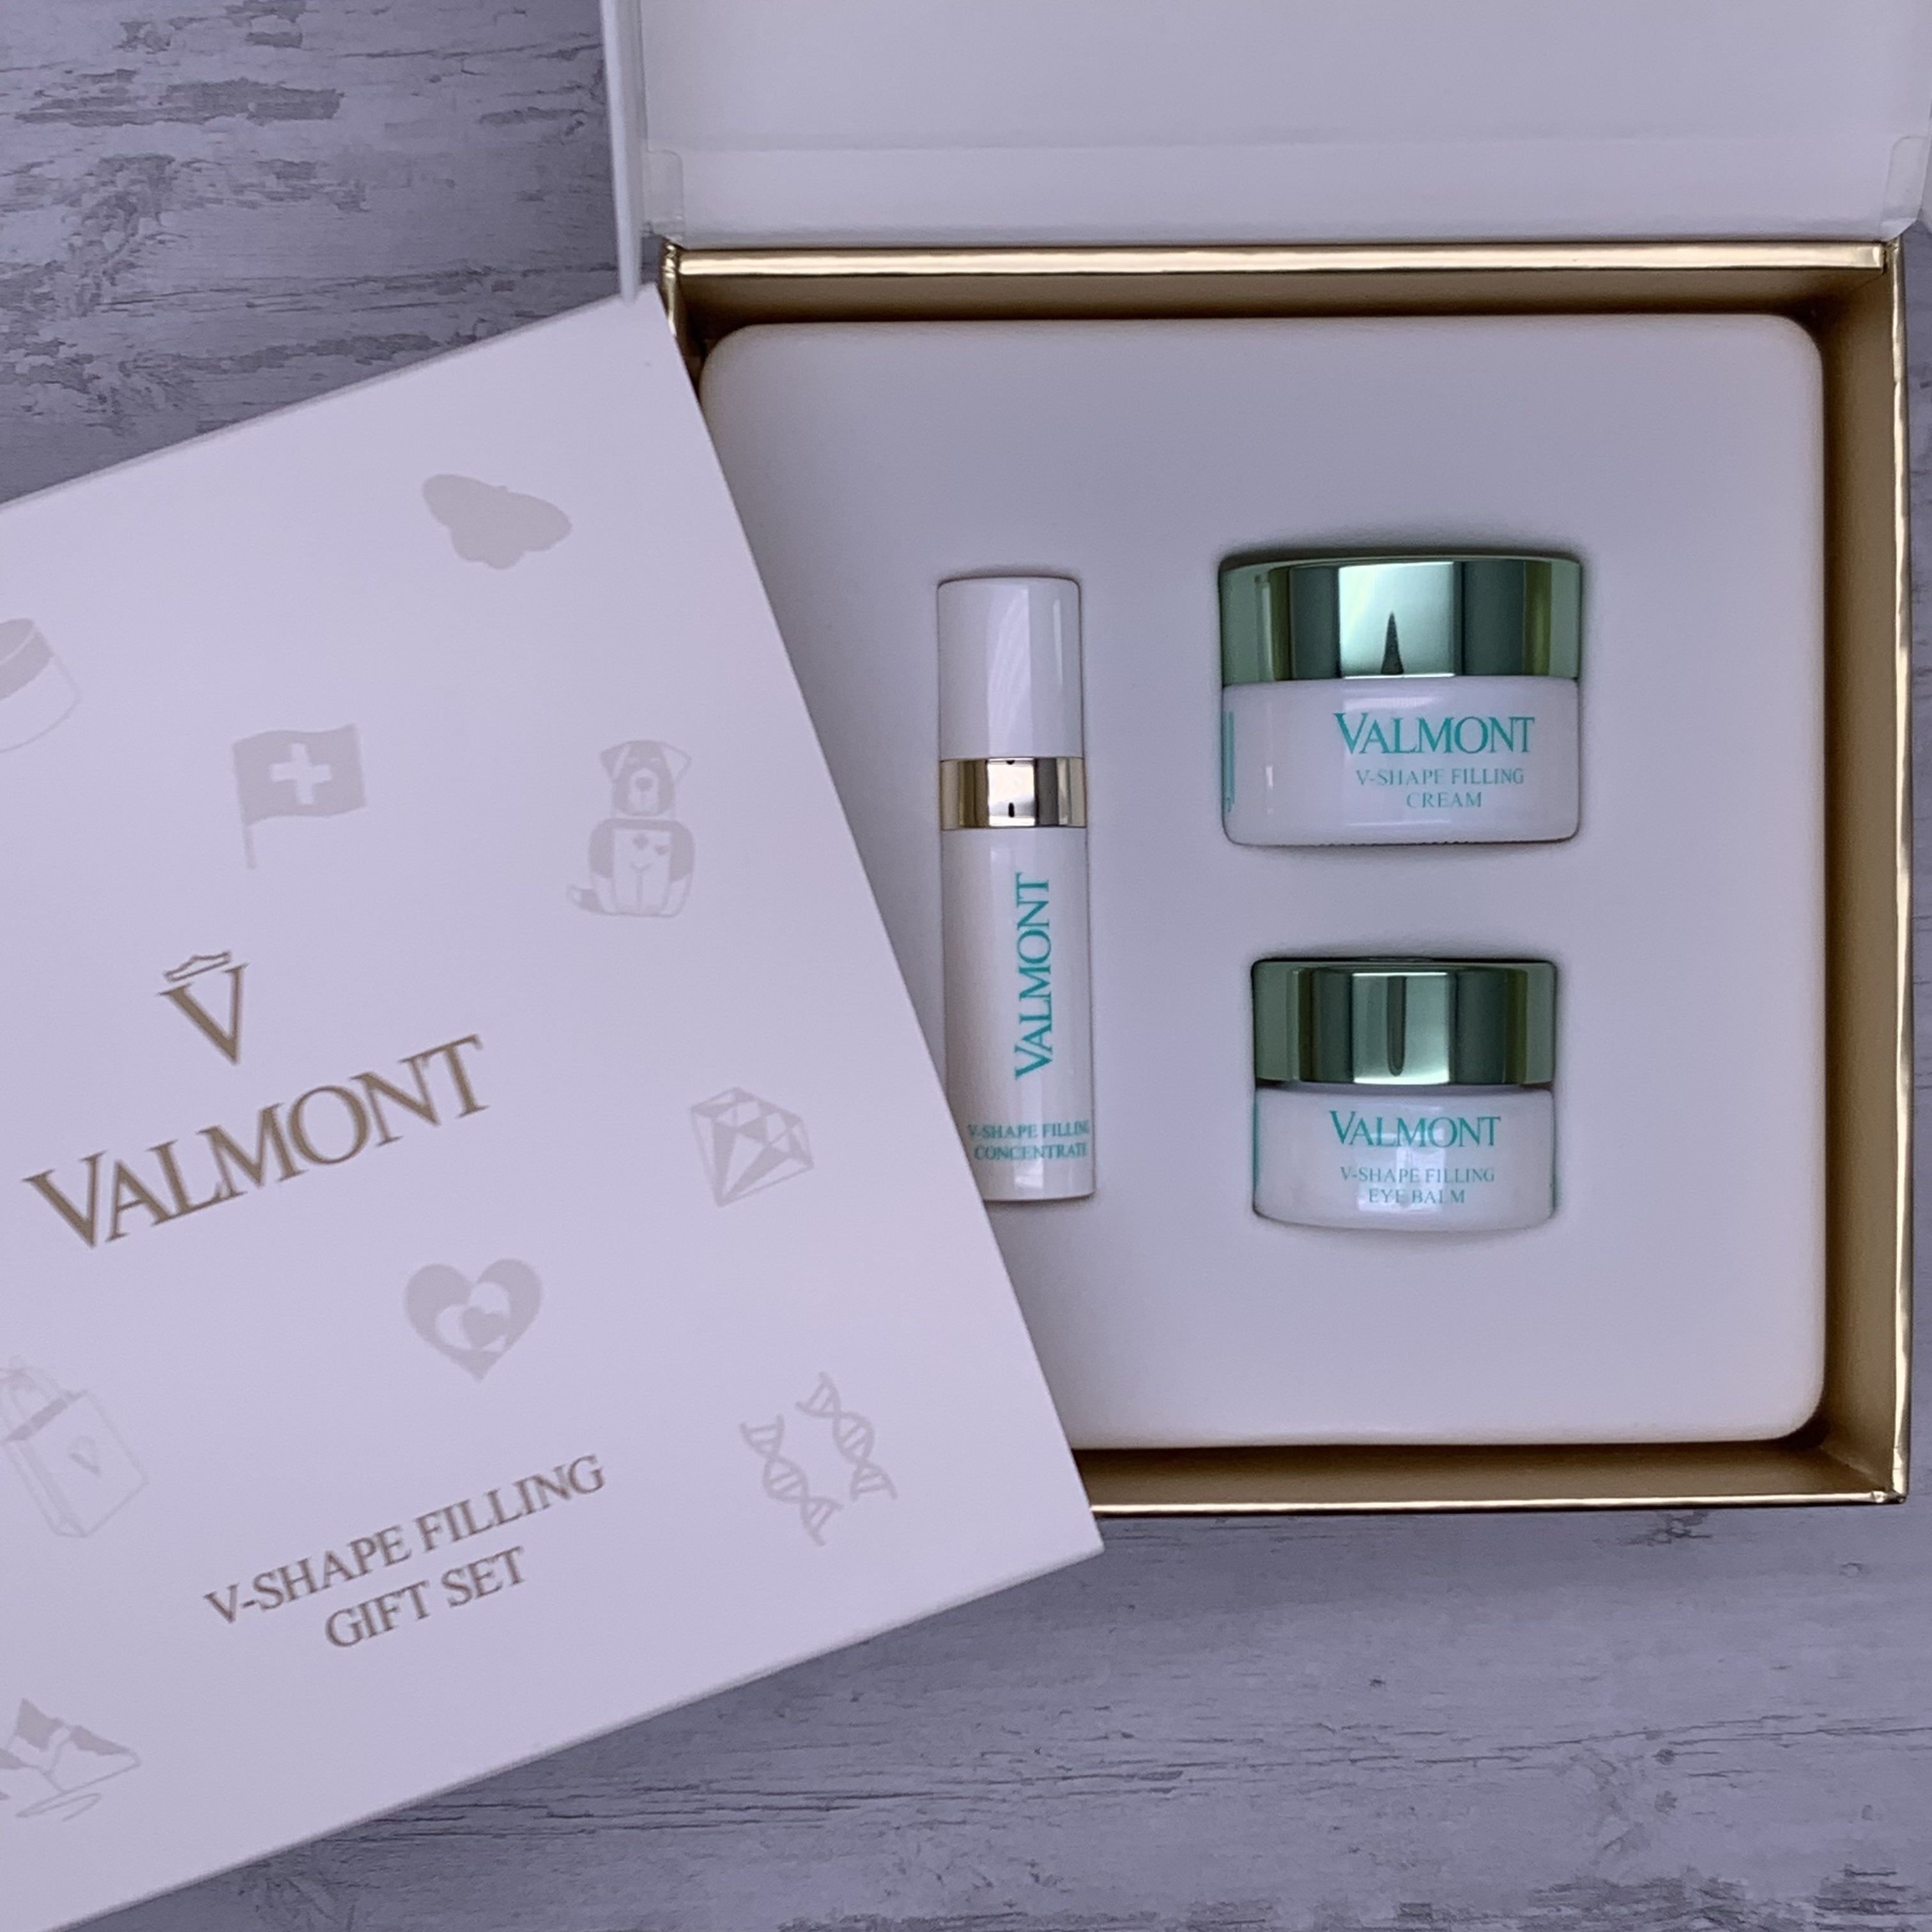 V
VALMONT
V-SHAPE FILLING
GIFT SET
VALMONT
V-SHAPE FILLING
CONCENTRATE
VALMONT
V-SHAPE FILLING
CREAM
VALMONT
V-SHAPE FILLING
EYE BALM